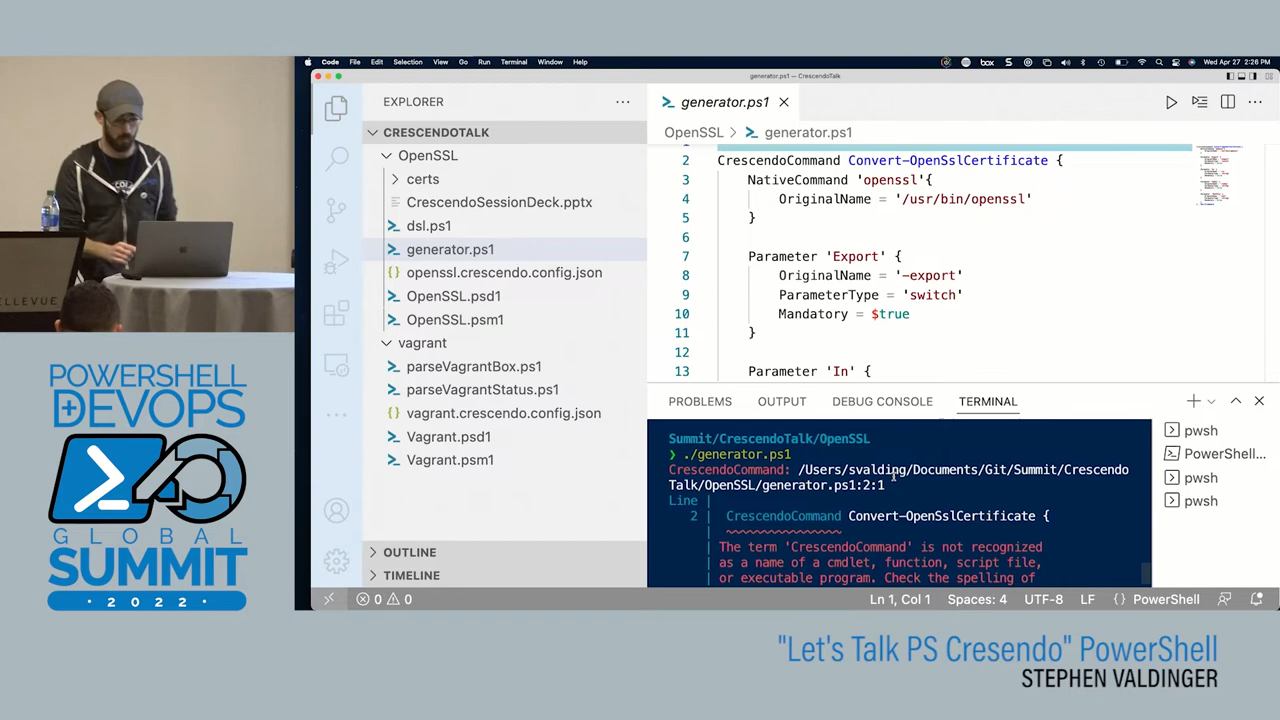 Code File Edit Selection View Go Run Terminal Window Help
box
Wed Apr 27 2:26 PM
generator.ps1 — CrescendoTalk
EXPLORER
CRESCENDOTALK
OpenSSL
certs
CrescendoSessionDeck.pptx
dsl.ps1
generator.ps1
openssl.crescendo.config.json
OpenSSL.psd1
OpenSSL.psm1
vagrant
parseVagrantBox.ps1
parseVagrantStatus.ps1
vagrant.crescendo.config.json
Vagrant.psd1
Vagrant.psm1
OUTLINE
TIMELINE
generator.ps1
OpenSSL > generator.ps1
2 CrescendoCommand Convert-OpenSslCertificate {
3 NativeCommand 'openssl'{
4 OriginalName = '/usr/bin/openssl'
5 }
6
7 Parameter 'Export' {
8 OriginalName = '-export'
9 ParameterType = 'switch'
10 Mandatory = $true
11 }
12
13 Parameter 'In' {
PROBLEMS OUTPUT DEBUG CONSOLE TERMINAL
Summit/CrescendoTalk/OpenSSL
❯ ./generator.ps1
CrescendoCommand: /Users/svalding/Documents/Git/Summit/Crescendo
Talk/OpenSSL/generator.ps1:2:1
Line |
2 | CrescendoCommand Convert-OpenSslCertificate {
| ~~~~~~~~~~~~~~~~
| The term 'CrescendoCommand' is not recognized
| as a name of a cmdlet, function, script file,
| or executable program. Check the spelling of
pwsh
PowerShell...
pwsh
pwsh
0 0
Ln 1, Col 1 Spaces: 4 UTF-8 LF {} PowerShell
ELLEVUE
POWERSHELL
+DEVOPS
GLOBAL
SUMMIT
· 2022 ·
"Let's Talk PS Cresendo" PowerShell
STEPHEN VALDINGER